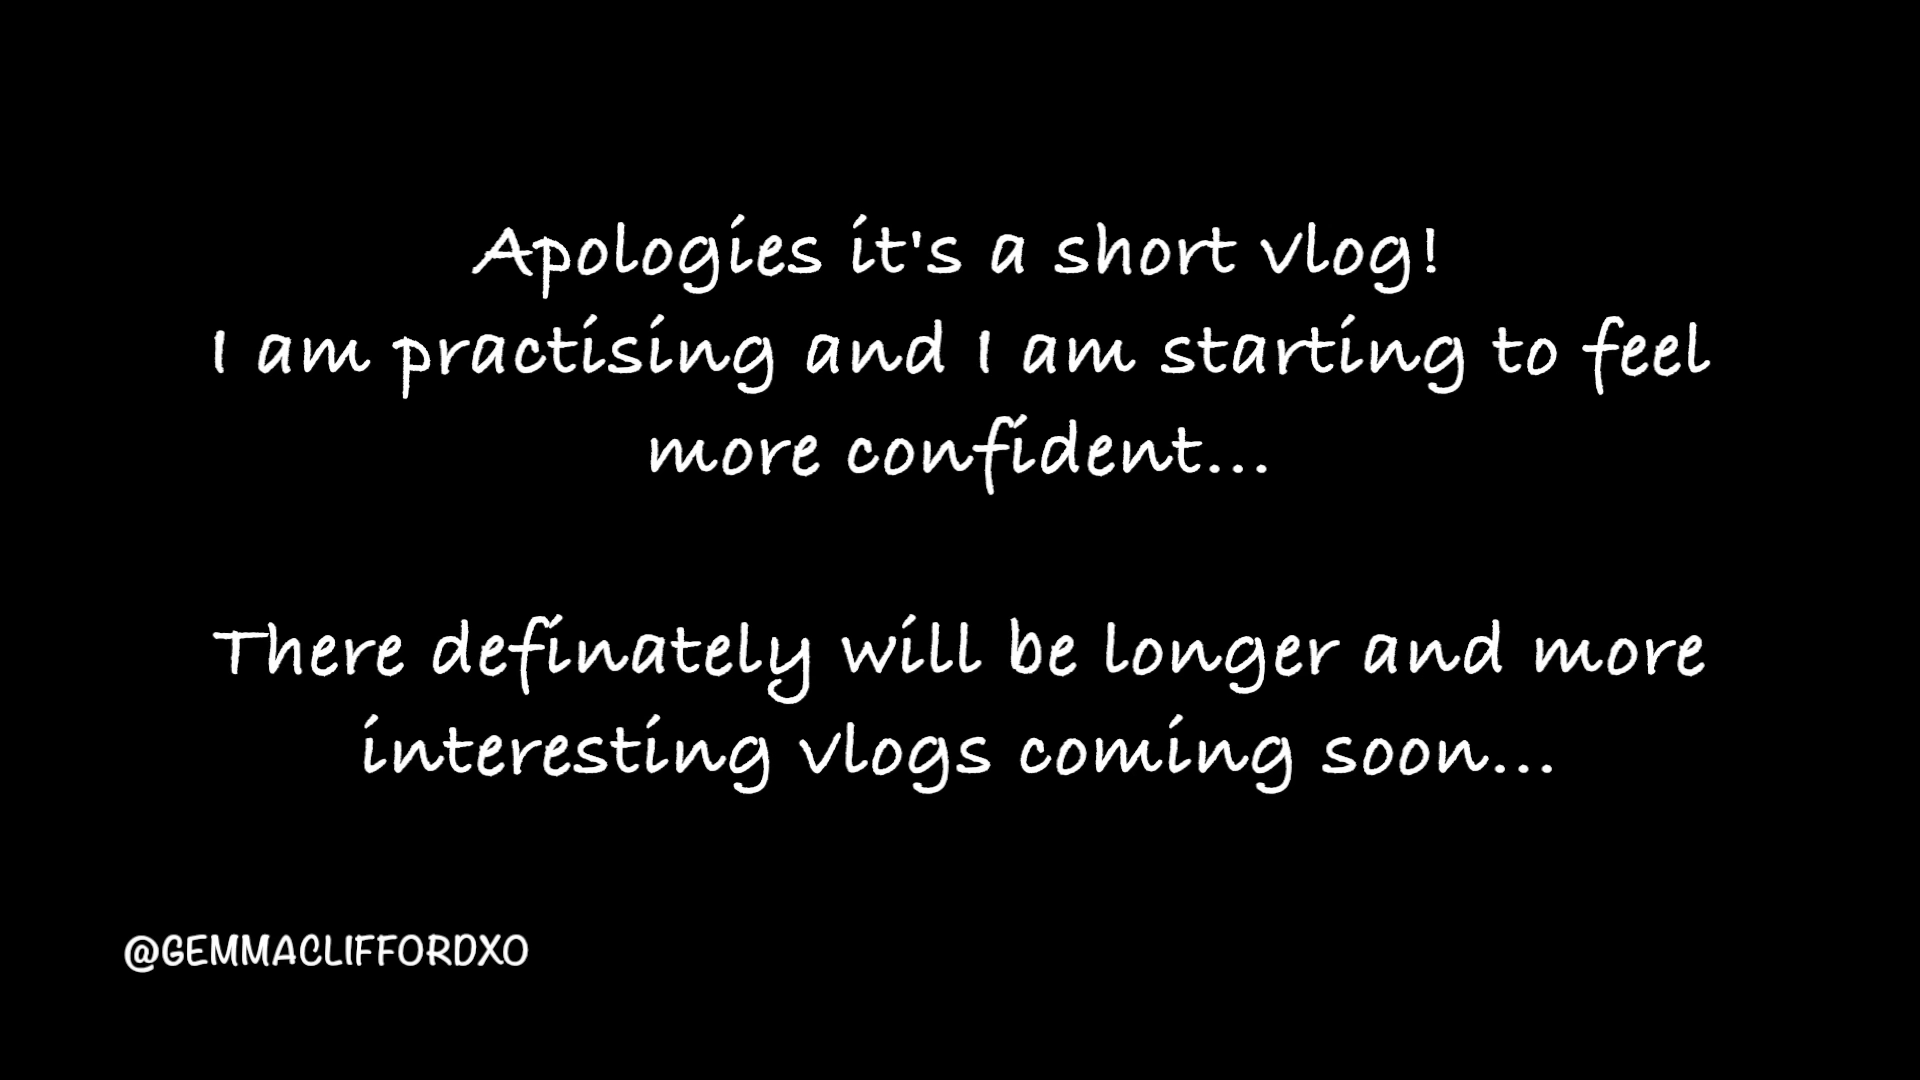 Apologies it's a short vlog!
I am practising and I am starting to feel
more confident...
There definately will be longer and more
interesting vlogs coming soon...
@GEMMACLIFFORDXO